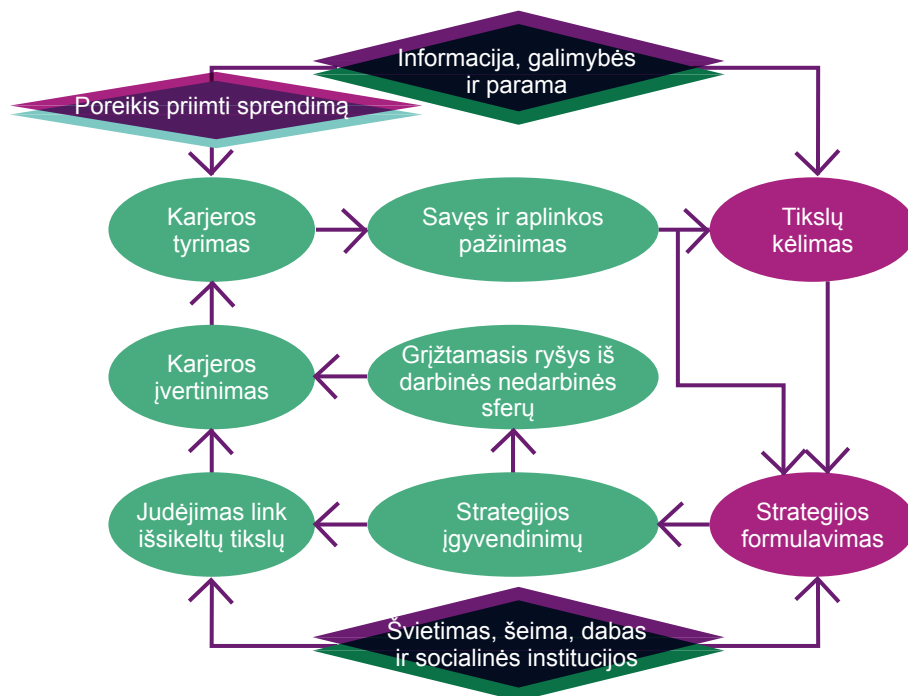 Informacija, galimybės
ir parama
Poreikis priimti sprendimą
Karjeros
tyrimas
Savęs ir aplinkos
pažinimas
Tikslų
kėlimas
Karjeros
įvertinimas
Grįžtamasis ryšys iš
darbinės nedarbinės
sferų
Judėjimas link
išsikeltų tikslų
Strategijos
įgyvendinimų
Strategijos
formulavimas
Švietimas, šeima, dabas
ir socialinės institucijos